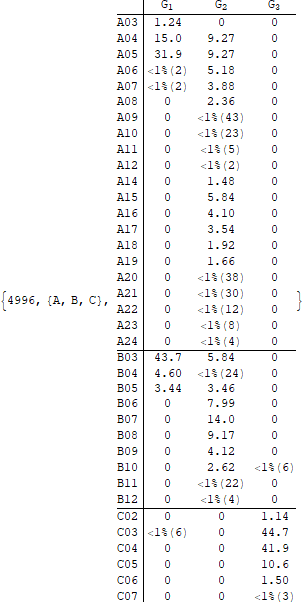 G1 G2 G3
A03 1.24 0 0
A04 15.0 9.27 0
A05 31.9 9.27 0
A06 <1%(2) 5.18 0
A07 <1%(2) 3.88 0
A08 0 2.36 0
A09 0 <1%(43) 0
A10 0 <1%(23) 0
A11 0 <1%(5) 0
A12 0 <1%(2) 0
A14 0 1.48 0
A15 0 5.84 0
A16 0 4.10 0
A17 0 3.54 0
A18 0 1.92 0
A19 0 1.66 0
A20 0 <1%(38) 0
A21 0 <1%(30) 0
{4996, {A, B, C}, A22 0 <1%(12) 0 }
A23 0 <1%(8) 0
A24 0 <1%(4) 0
B03 43.7 5.84 0
B04 4.60 <1%(24) 0
B05 3.44 3.46 0
B06 0 7.99 0
B07 0 14.0 0
B08 0 9.17 0
B09 0 4.12 0
B10 0 2.62 <1%(6)
B11 0 <1%(22) 0
B12 0 <1%(4) 0
C02 0 0 1.14
C03 <1%(6) 0 44.7
C04 0 0 41.9
C05 0 0 10.6
C06 0 0 1.50
C07 0 0 <1%(3)